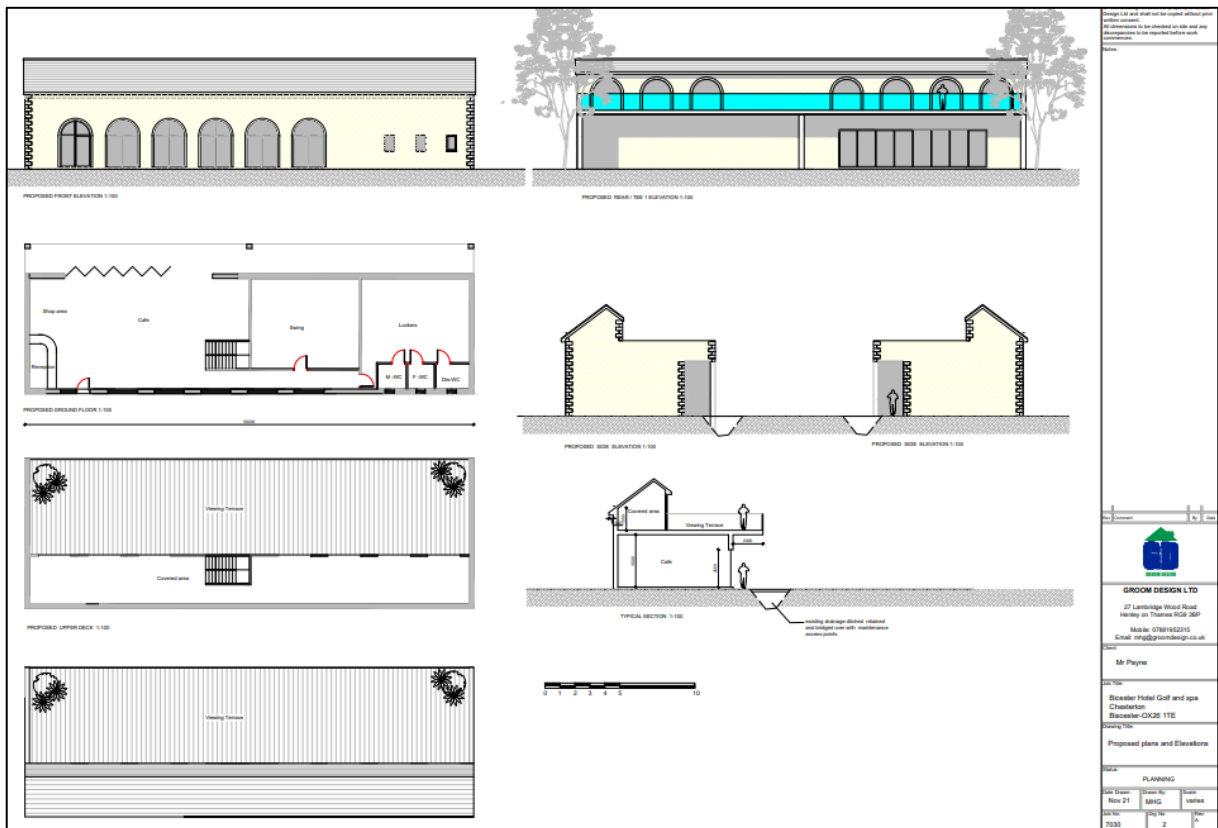 Design Ltd and shall not be copied without prior
written consent.
All dimensions to be checked on site and any
discrepancies to be reported before work
commences.
Notes:
PROPOSED FRONT ELEVATION 1-100
PROPOSED REAR / TEE 1 ELEVATION 1-100
Shop area
Cafe
Swing
Lockers
Reception
M -WC
F -WC
Dis-WC
PROPOSED GROUND FLOOR 1-100
PROPOSED SIDE ELEVATION 1-100
PROPOSED SIDE ELEVATION 1-100
Viewing Terrace
Covered area
PROPOSED UPPER DECK 1-100
Covered area
Viewing Terrace
Cafe
TYPICAL SECTION 1-100
existing drainage ditched retained
and bridged over with maintenance
access points
Viewing Terrace
0 1 2 3 4 5 10
Rev Comment By Date
GD
GROOM DESIGN
GROOM DESIGN LTD
27 Lambridge Wood Road
Henley on Thames RG9 3BP
Mobile: 07881952315
Email: mhg@groomdesign.co.uk
Client:
Mr Payne
Job Title:
Bicester Hotel Golf and spa
Chesterton
Biscester-OX26 1TE
Drawing Title:
Proposed plans and Elevations
Status:
PLANNING
Date Drawn: Drawn By: Scale:
Nov 21 MHG varies
Job No: Drg No: Rev:
7030 2 A